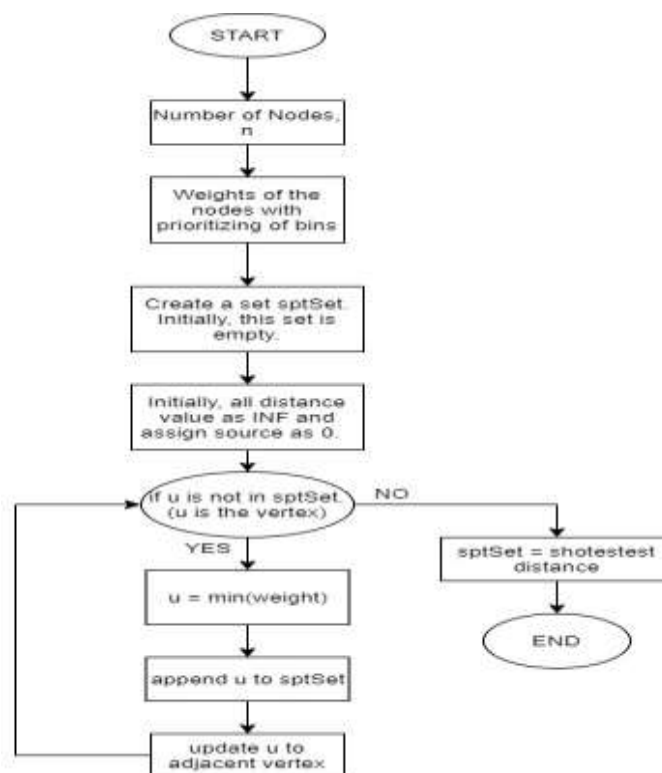 START
Number of Nodes,
n
Weights of the
nodes with
prioritizing of bins
Create a set sptSet.
Initially, this set is
empty.
Initially, all distance
value as INF and
assign source as 0.
if u is not in sptSet.
(u is the vertex)
NO
YES
sptSet = shotestest
distance
u = min(weight)
END
append u to sptSet
update u to
adjacent vertex